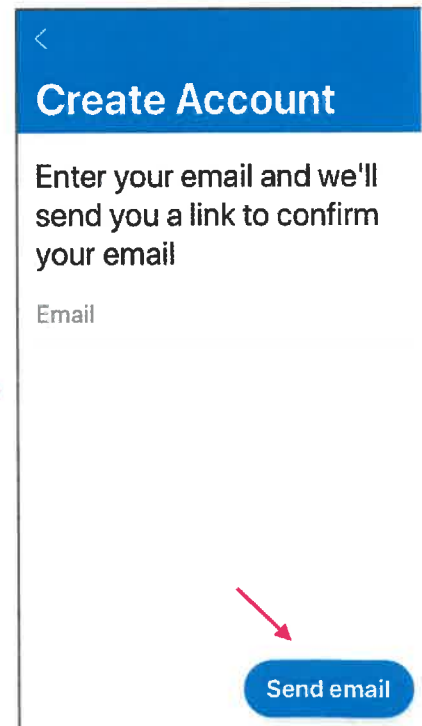 Create Account
Enter your email and we'll
send you a link to confirm
your email
Email
Send email